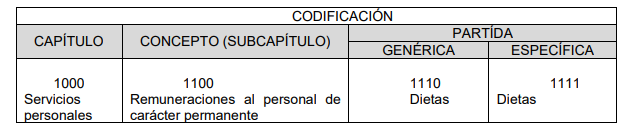 CODIFICACIÓN
CAPÍTULO CONCEPTO (SUBCAPÍTULO) PARTÍDA
GENÉRICA ESPECÍFICA
1000 1100 1110 1111
Servicios Remuneraciones al personal de Dietas Dietas
personales carácter permanente